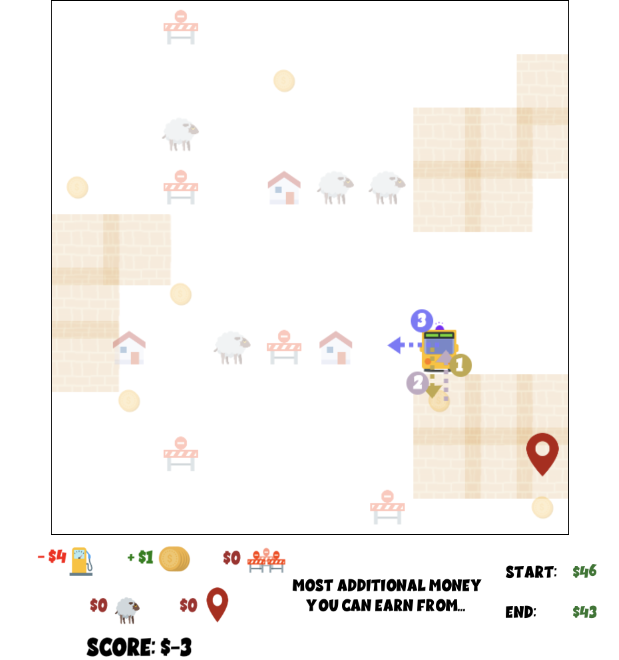 3
1
2
- $4
+ $1
$0
START: $46
MOST ADDITIONAL MONEY
YOU CAN EARN FROM...
$0
$0
END: $43
SCORE: $-3